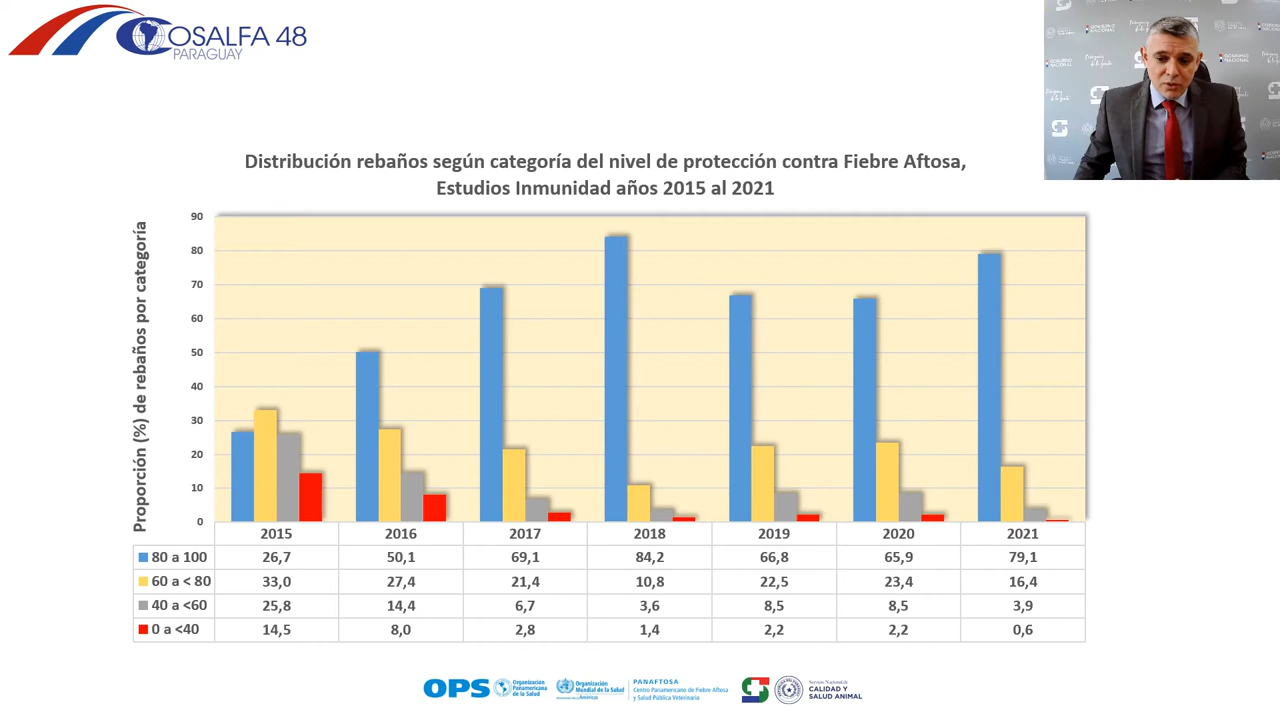 COSALFA 48
PARAGUAY
GOBIERNO
NACIONAL
Distribución rebaños según categoría del nivel de protección contra Fiebre Aftosa,
Estudios Inmunidad años 2015 al 2021
Proporción (%) de rebaños por categoría
90
80
70
60
50
40
30
20
10
0
2015 2016 2017 2018 2019 2020 2021
80 a 100 26,7 50,1 69,1 84,2 66,8 65,9 79,1
60 a < 80 33,0 27,4 21,4 10,8 22,5 23,4 16,4
40 a <60 25,8 14,4 6,7 3,6 8,5 8,5 3,9
0 a <40 14,5 8,0 2,8 1,4 2,2 2,2 0,6
OPS
Organización
Panamericana
de la Salud
Organización
Mundial de la Salud
Américas
PANAFTOSA
Centro Panamericano de Fiebre Aftosa
y Salud Pública Veterinaria
Servicio Nacional de
CALIDAD Y
SALUD ANIMAL